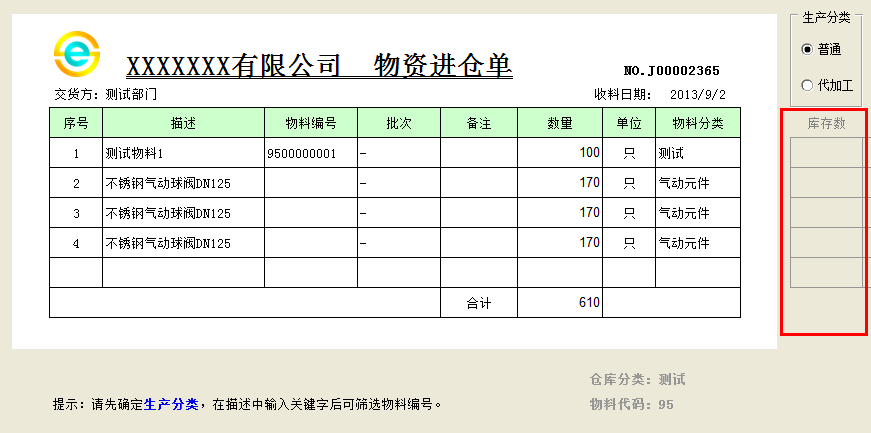 生产分类
普通
代加工
XXXXXXX有限公司 物资进仓单
NO.J00002365
交货方: 测试部门 收料日期: 2013/9/2
序号 描述 物料编号 批次 备注 数量 单位 物料分类 库存数
1 测试物料1 9500000001 - 100 只 测试
2 不锈钢气动球阀DN125 - 170 只 气动元件
3 不锈钢气动球阀DN125 - 170 只 气动元件
4 不锈钢气动球阀DN125 - 170 只 气动元件
合计 610
仓库分类: 测试
提示: 请先确定生产分类，在描述中输入关键字后可筛选物料编号。
物料代码: 95